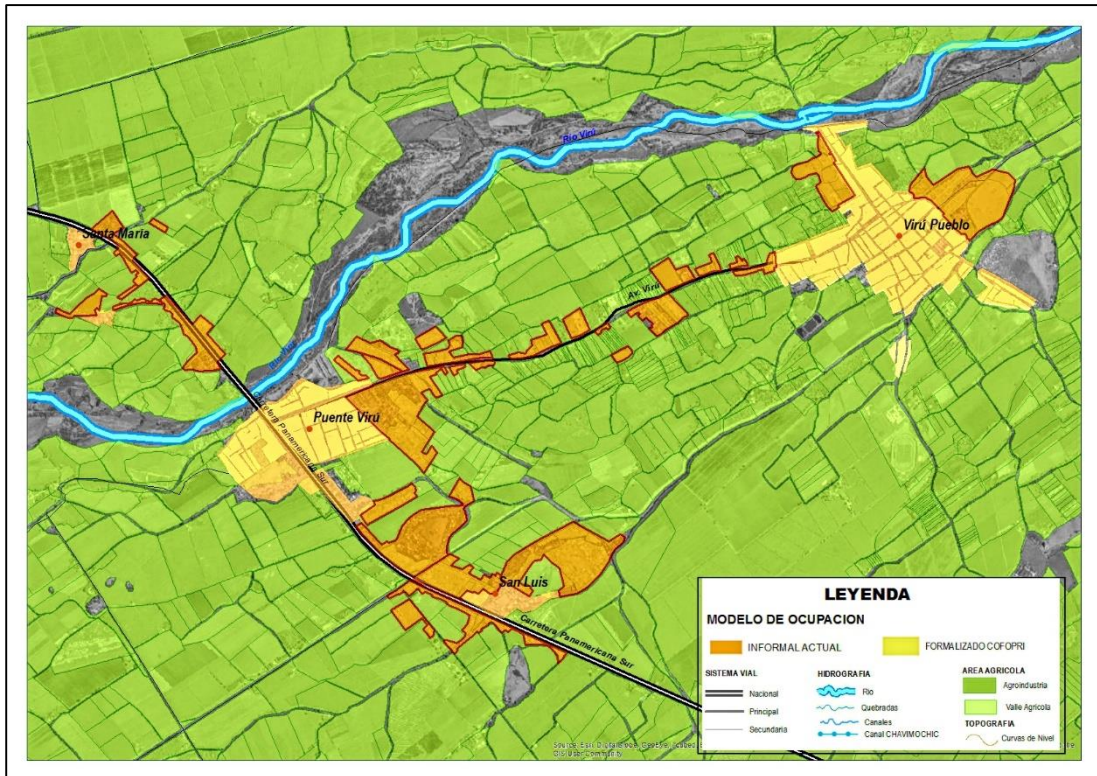 Río Virú
Santa María
Virú Pueblo
Av. Virú
Puente Virú
Carretera Panamericana Sur
San Luis
Carretera Panamericana Sur
LEYENDA
MODELO DE OCUPACION
INFORMAL ACTUAL
FORMALIZADO COFOPRI
SISTEMA VIAL
Nacional
Principal
Secundaria
HIDROGRAFIA
Rio
Quebradas
Canales
Canal CHAVIMOCHIC
AREA AGRICOLA
Agroindustria
Valle Agricola
TOPOGRAFIA
Curvas de Nivel